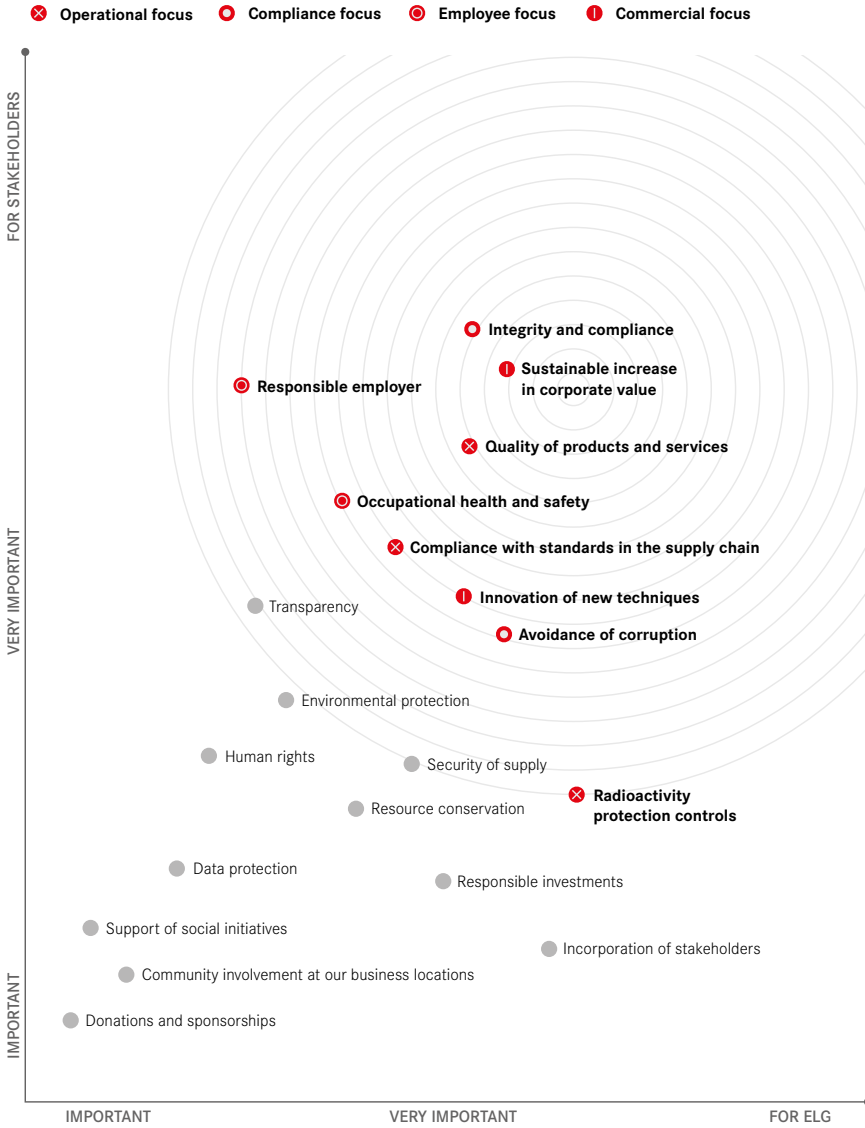 Operational focus Compliance focus Employee focus Commercial focus
FOR STAKEHOLDERS
Integrity and compliance
Sustainable increase
in corporate value
Responsible employer
Quality of products and services
Occupational health and safety
VERY IMPORTANT
Compliance with standards in the supply chain
Innovation of new techniques
Transparency
Avoidance of corruption
Environmental protection
Human rights
Security of supply
Radioactivity
protection controls
Resource conservation
Data protection
Responsible investments
Support of social initiatives
Incorporation of stakeholders
Community involvement at our business locations
IMPORTANT
Donations and sponsorships
IMPORTANT VERY IMPORTANT FOR ELG